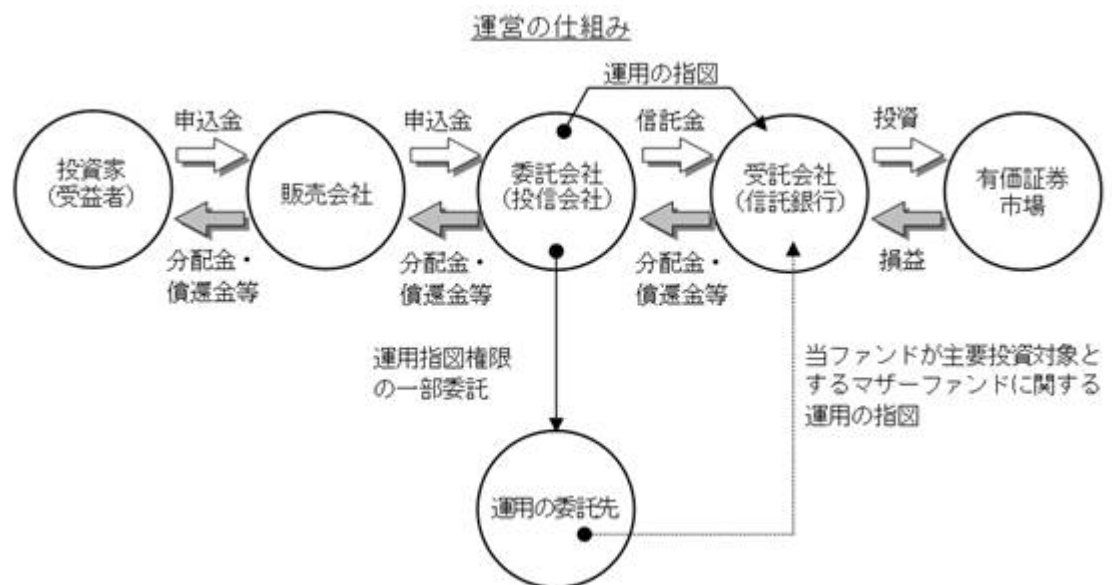 運営の仕組み
運用の指図
申込金
申込金
信託金
投資
投資家
(受益者)
販売会社
委託会社
(投信会社)
受託会社
(信託銀行)
有価証券
市場
分配金・
償還金等
分配金・
償還金等
分配金・
償還金等
損益
運用指図権限
の一部委託
当ファンドが主要投資対象と
するマザーファンドに関する
運用の指図
運用の委託先